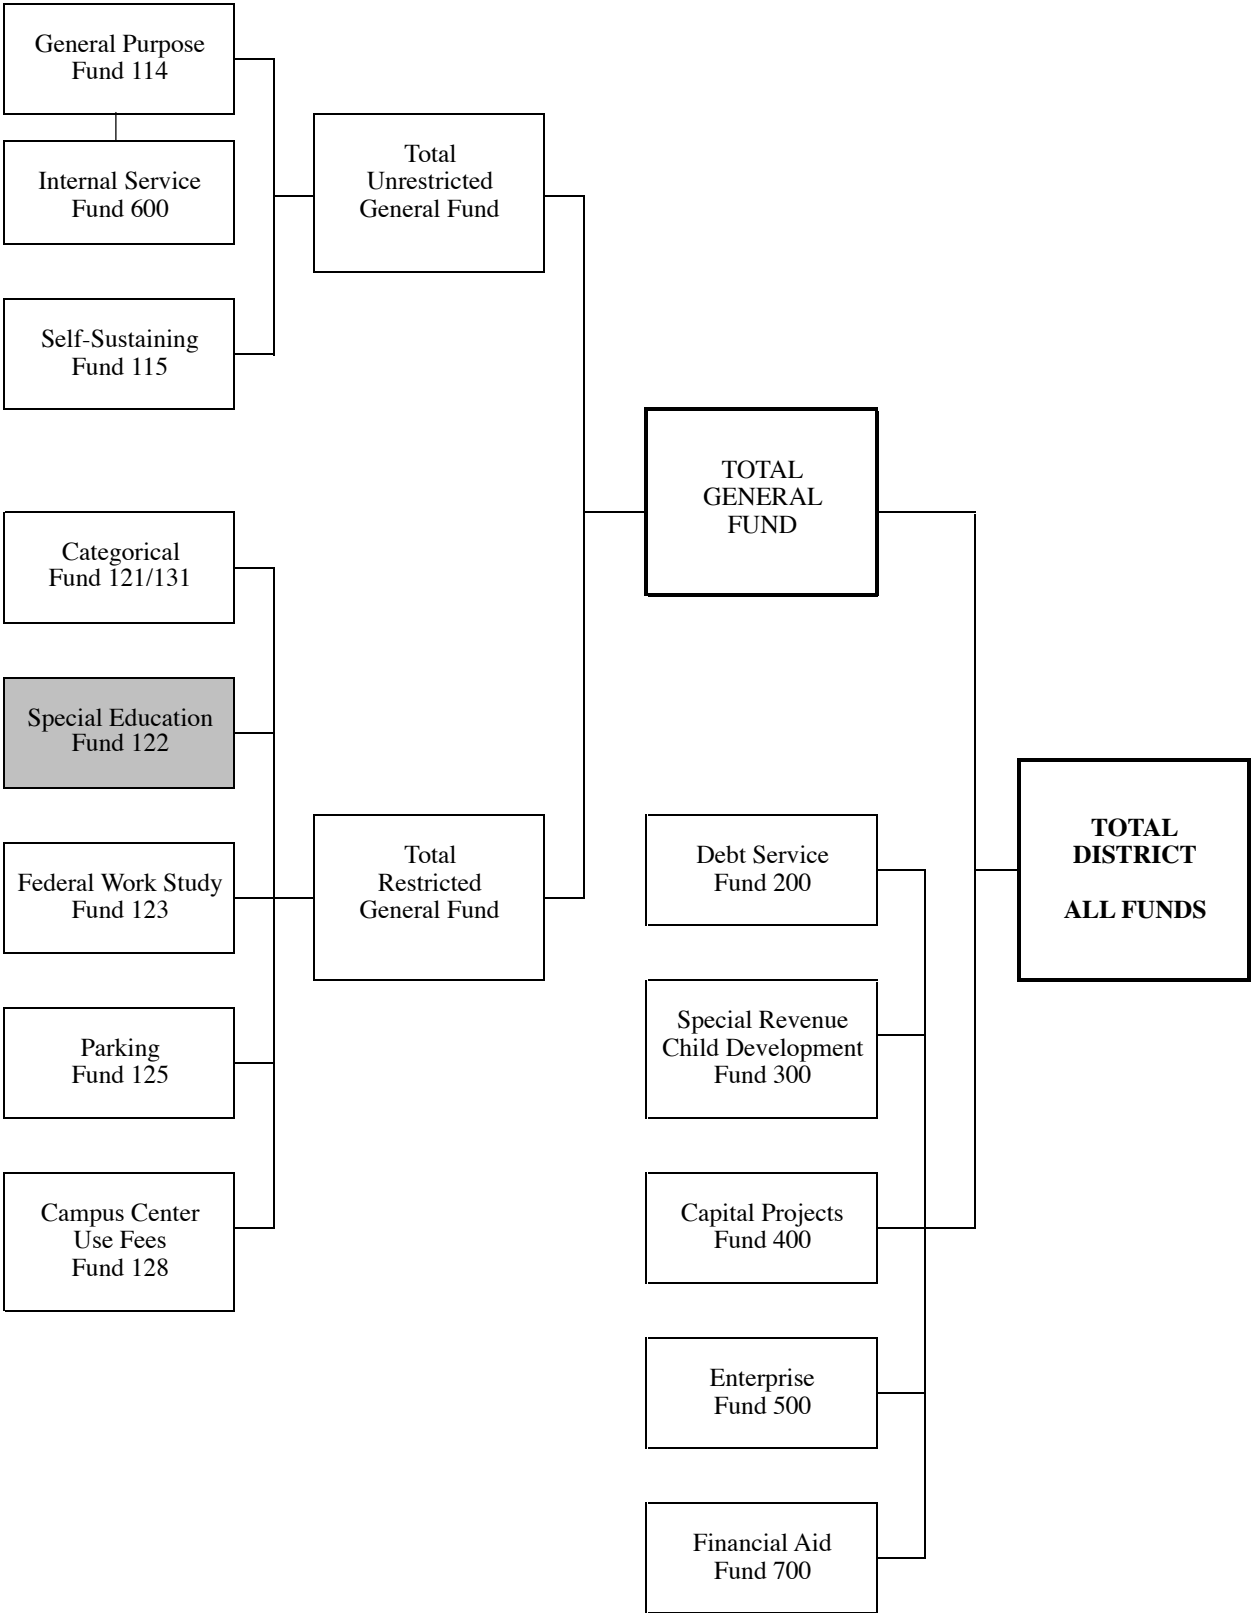 General Purpose
Fund 114
Internal Service
Fund 600
Self-Sustaining
Fund 115
Total
Unrestricted
General Fund
Categorical
Fund 121/131
Special Education
Fund 122
Federal Work Study
Fund 123
Parking
Fund 125
Campus Center
Use Fees
Fund 128
Total
Restricted
General Fund
TOTAL
GENERAL
FUND
Debt Service
Fund 200
Special Revenue
Child Development
Fund 300
Capital Projects
Fund 400
Enterprise
Fund 500
Financial Aid
Fund 700
TOTAL
DISTRICT
ALL FUNDS